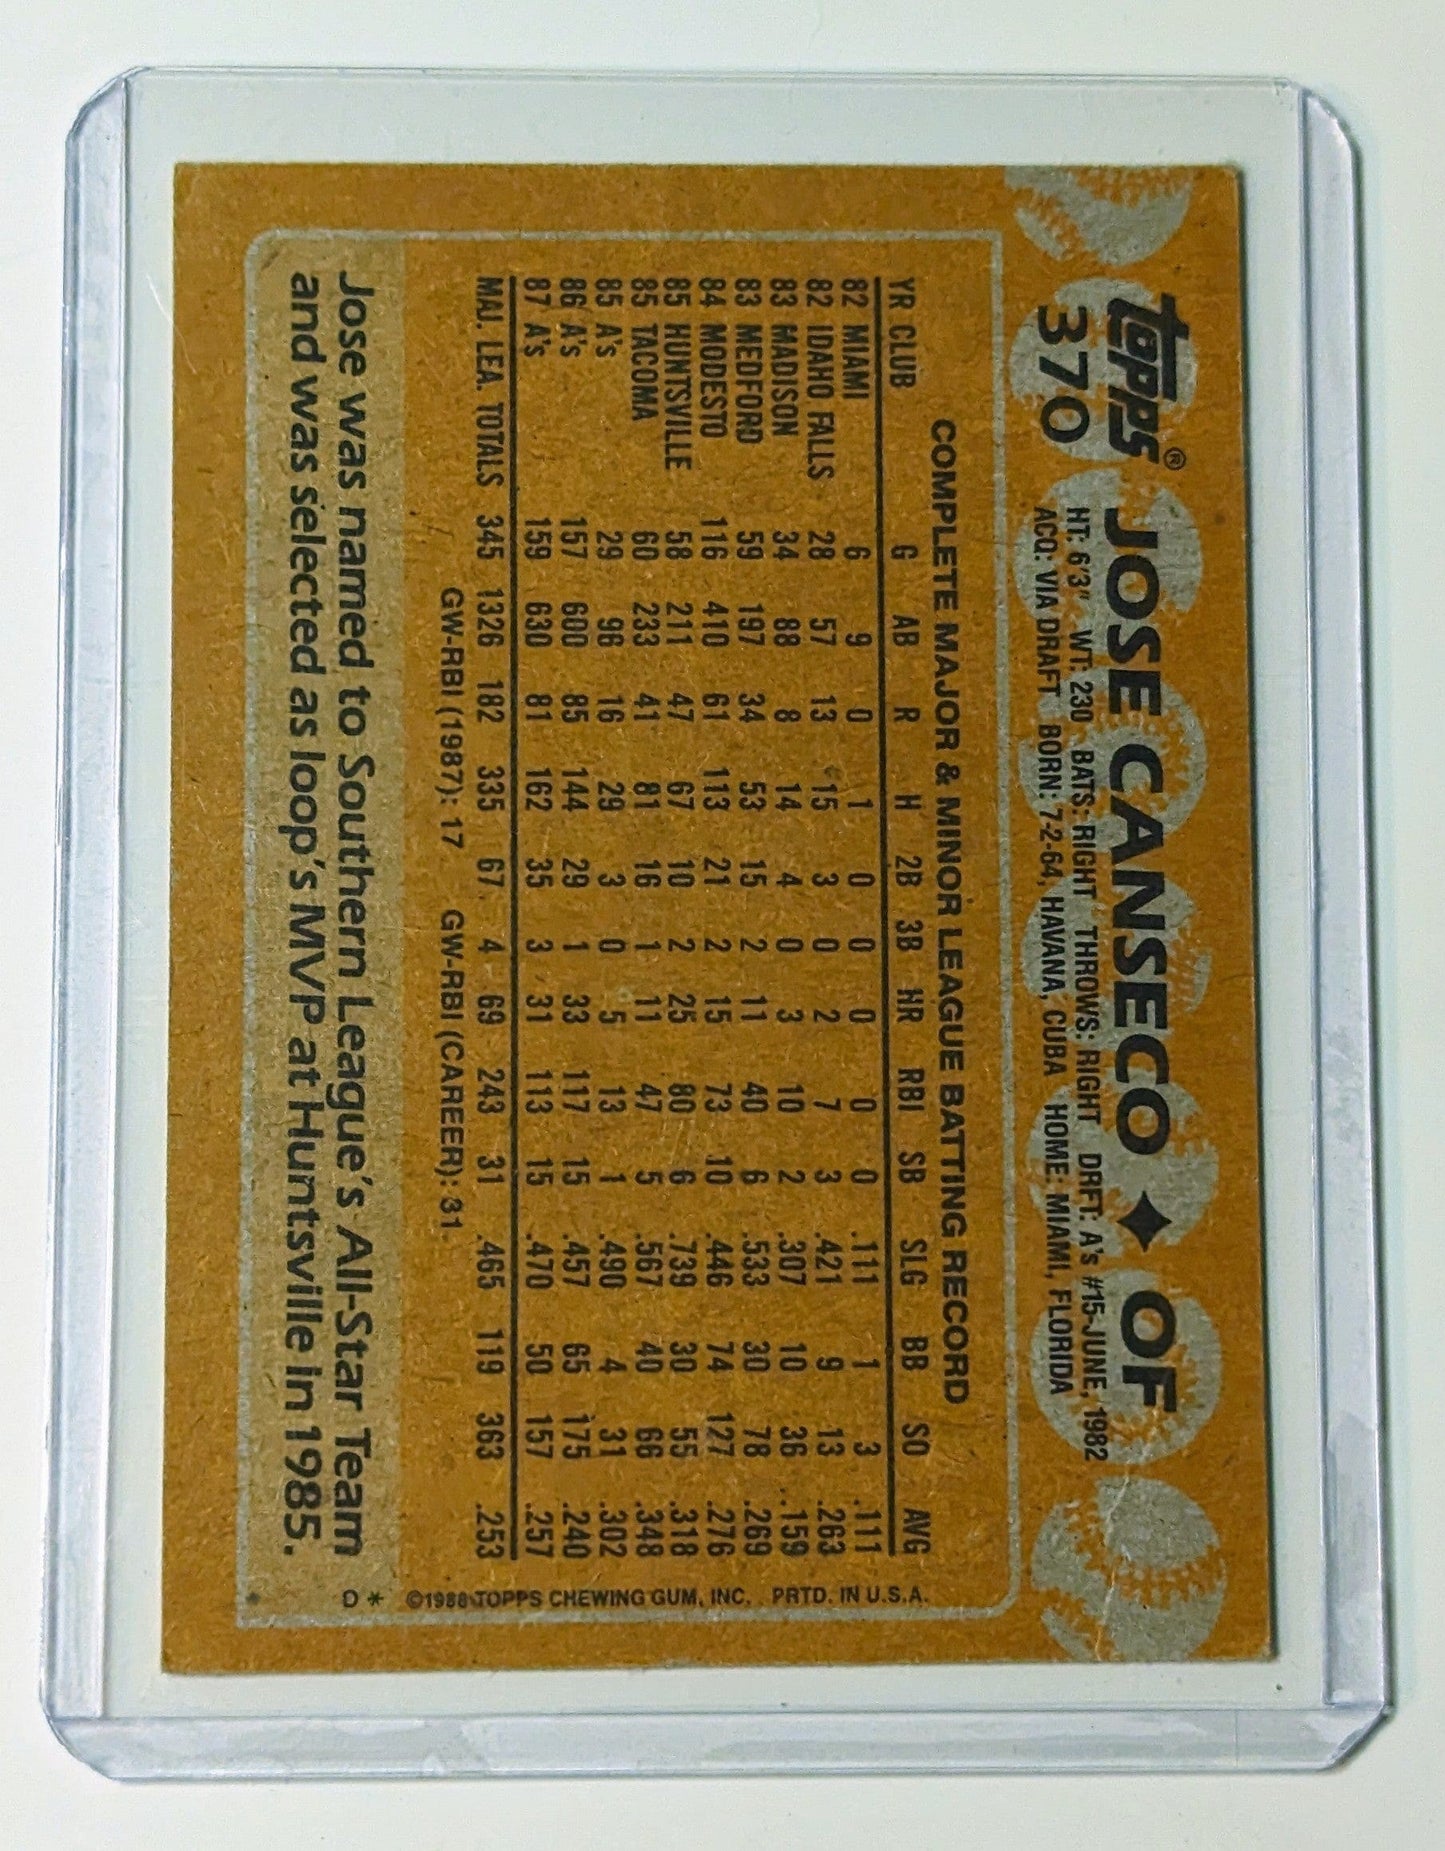 Topps®
370
JOSE CANSECO ✦ OF
HT: 6'3" WT: 230 BATS: RIGHT THROWS: RIGHT DRFT: A's #15-JUNE, 1982
ACQ: VIA DRAFT BORN: 7-2-64, HAVANA, CUBA HOME: MIAMI, FLORIDA
COMPLETE MAJOR & MINOR LEAGUE BATTING RECORD
YR CLUB G AB R H 2B 3B HR RBI SB SLG BB SO AVG
82 MIAMI 6 9 0 1 0 0 0 0 0 .111 1 3 .111
82 IDAHO FALLS 28 57 13 15 3 0 2 7 3 .421 9 13 .263
83 MADISON 34 88 8 14 4 0 3 10 2 .307 10 36 .159
83 MEDFORD 59 197 34 53 15 2 11 40 6 .533 30 78 .269
84 MODESTO 116 410 61 113 21 2 15 73 10 .446 74 127 .276
85 HUNTSVILLE 58 211 47 67 10 2 25 80 6 .739 30 55 .318
85 TACOMA 60 233 41 81 16 1 11 47 5 .567 40 66 .348
85 A's 29 96 16 29 3 0 5 13 1 .490 4 31 .302
86 A's 157 600 85 144 29 1 33 117 15 .457 65 175 .240
87 A's 159 630 81 162 35 3 31 113 15 .470 50 157 .257
MAJ. LEA. TOTALS 345 1326 182 335 67 4 69 243 31 .465 119 363 .253
GW-RBI (1987): 17 GW-RBI (CAREER): 31
©1988 TOPPS CHEWING GUM, INC. PRTD. IN U.S.A.
D*
Jose was named to Southern League's All-Star Team
and was selected as loop's MVP at Huntsville in 1985.